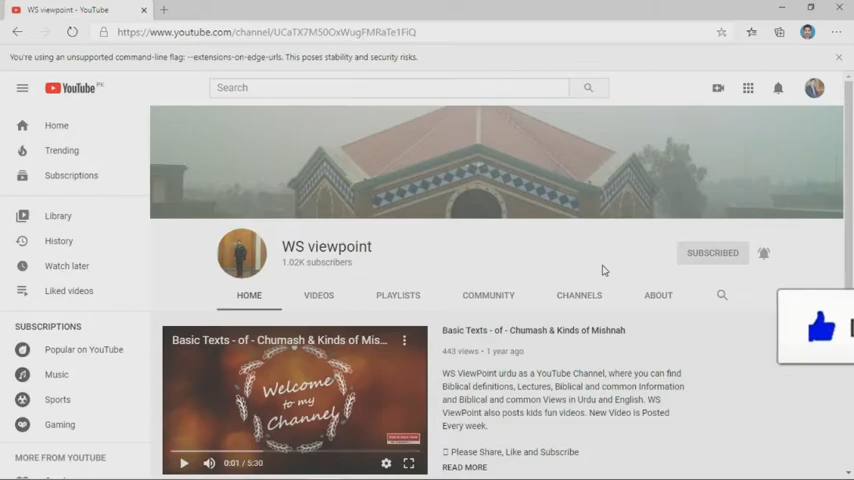 WS viewpoint - YouTube
https://www.youtube.com/channel/UCaTX7M50OxWugFMRaTe1FiQ
You're using an unsupported command-line flag: --extensions-on-edge-urls. This poses stability and security risks.
YouTube PK
Search
Home
Trending
Subscriptions
Library
History
Watch later
Liked videos
SUBSCRIPTIONS
Popular on YouTube
Music
Sports
Gaming
MORE FROM YOUTUBE
WS viewpoint
1.02K subscribers
SUBSCRIBED
HOME VIDEOS PLAYLISTS COMMUNITY CHANNELS ABOUT
Basic Texts - of - Chumash & Kinds of Mis...
Welcome
to my
Channel
0:01 / 5:30
Basic Texts - of - Chumash & Kinds of Mishnah
443 views • 1 year ago
WS ViewPoint urdu as a YouTube Channel, where you can find
Biblical definitions, Lectures, Biblical and common Information
and Biblical and common Views in Urdu and English. WS
ViewPoint also posts kids fun videos. New Video is Posted
Every week.
Please Share, Like and Subscribe
READ MORE